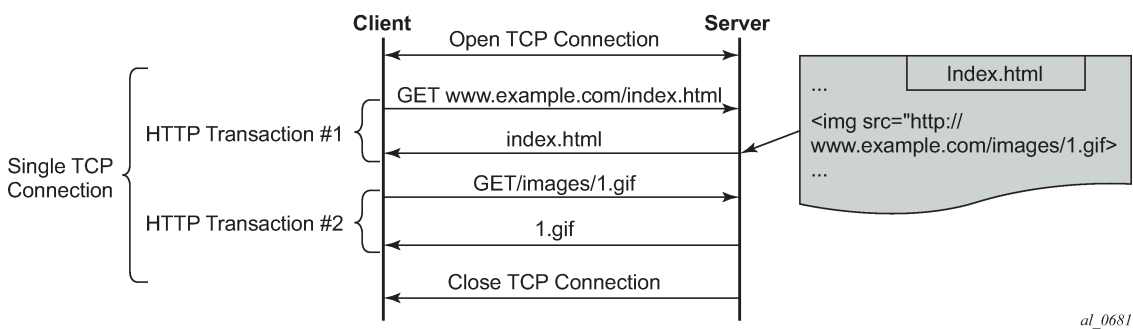 Client
Server
Open TCP Connection
Index.html
...
GET www.example.com/index.html
<img src="http://
www.example.com/images/1.gif>
...
HTTP Transaction #1
index.html
Single TCP
Connection
GET/images/1.gif
HTTP Transaction #2
1.gif
Close TCP Connection
al_0681